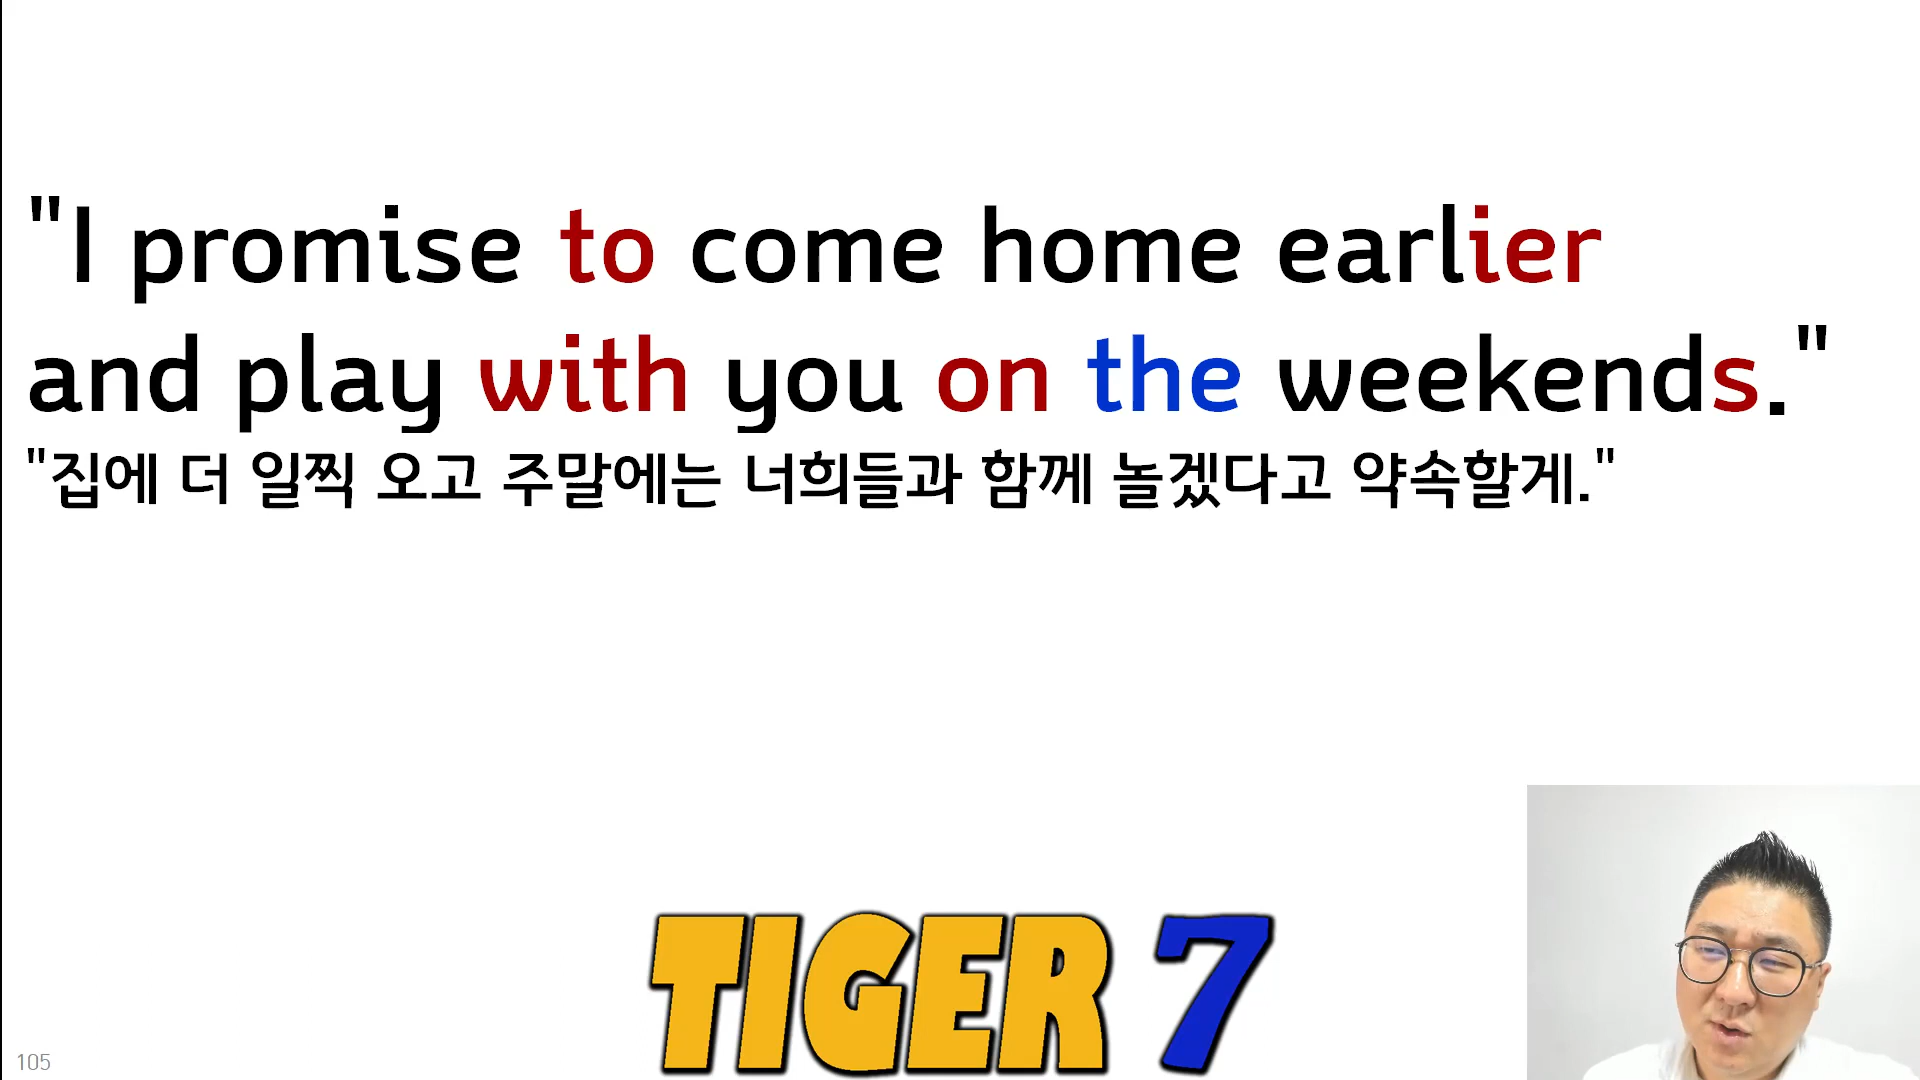 "I promise to come home earlier
and play with you on the weekends."
"집에 더 일찍 오고 주말에는 너희들과 함께 놀겠다고 약속할게."
TIGER 7
105